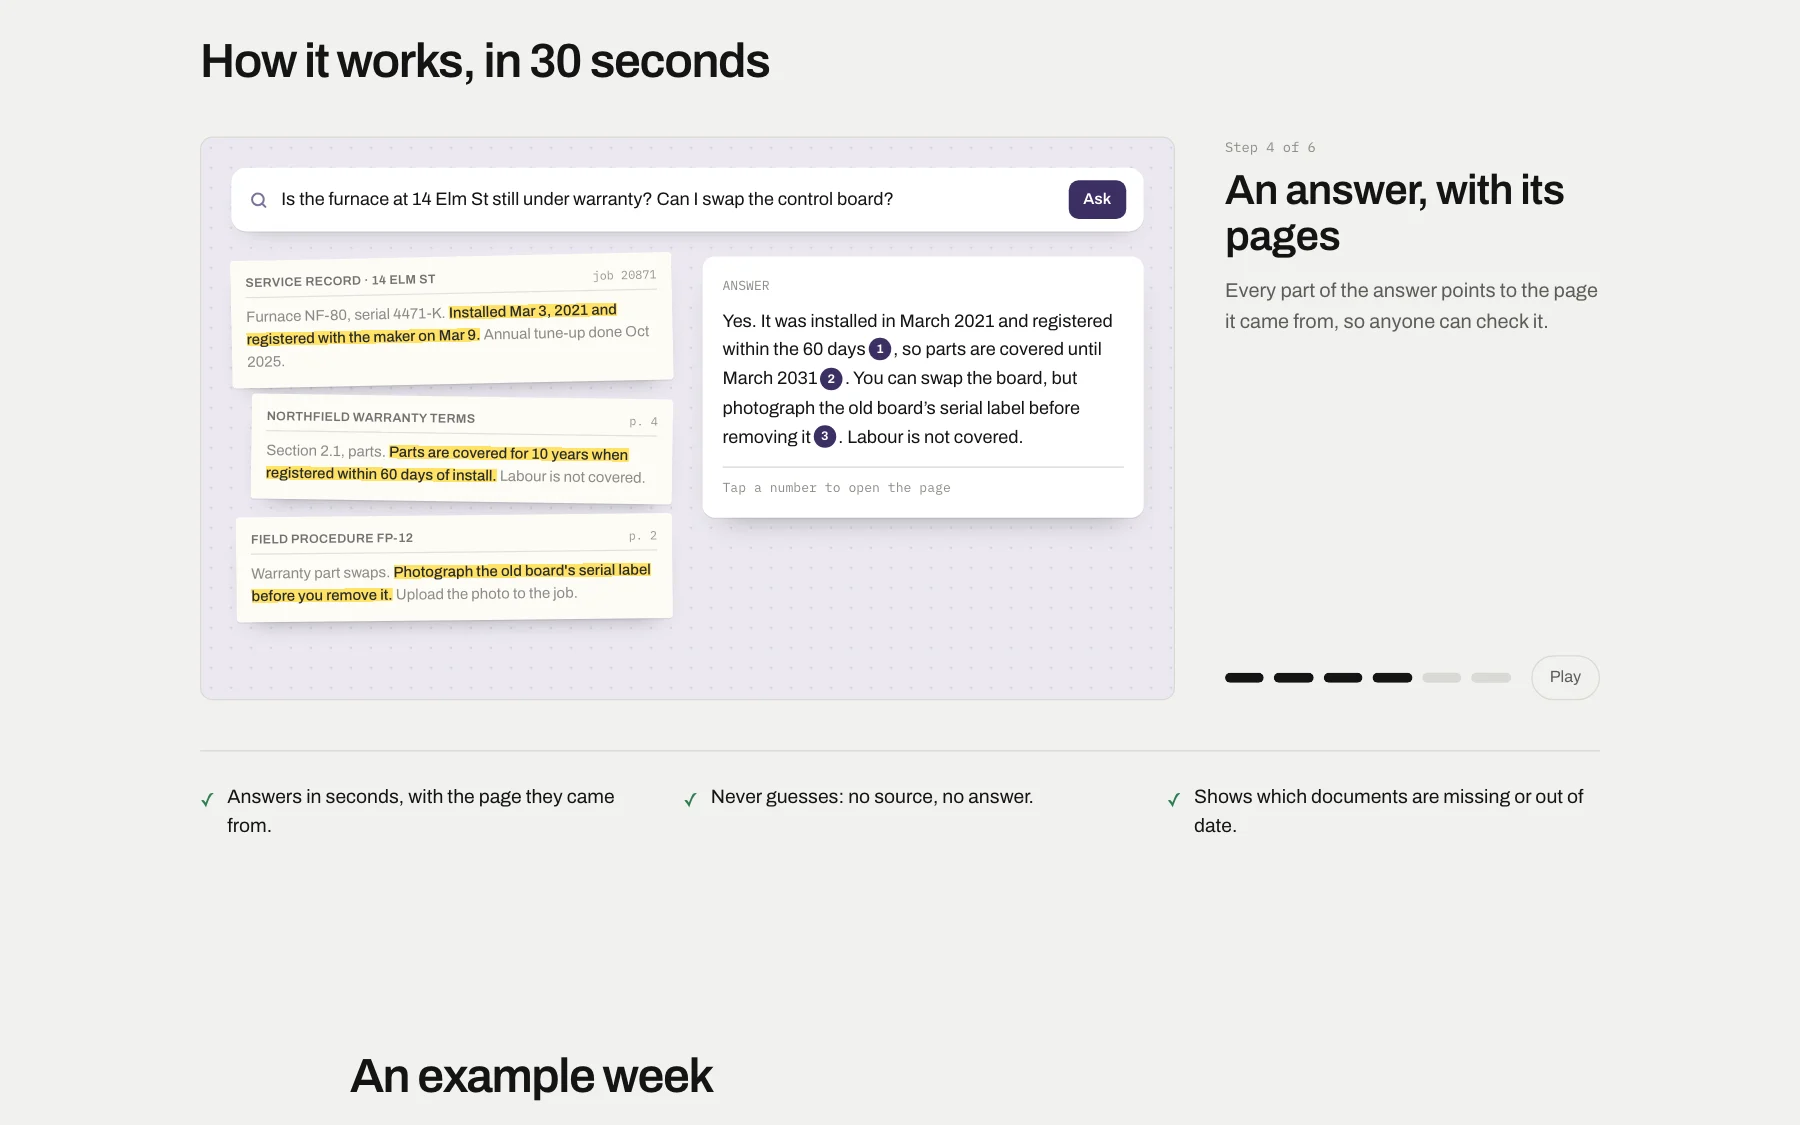 How it works, in 30 seconds
Is the furnace at 14 Elm St still under warranty? Can I swap the control board?
Ask
SERVICE RECORD · 14 ELM ST
job 20871
Furnace NF-80, serial 4471-K. Installed Mar 3, 2021 and
registered with the maker on Mar 9. Annual tune-up done Oct
2025.
NORTHFIELD WARRANTY TERMS
p. 4
Section 2.1, parts. Parts are covered for 10 years when
registered within 60 days of install. Labour is not covered.
FIELD PROCEDURE FP-12
p. 2
Warranty part swaps. Photograph the old board's serial label
before you remove it. Upload the photo to the job.
ANSWER
Yes. It was installed in March 2021 and registered
within the 60 days 1 , so parts are covered until
March 2031 2 . You can swap the board, but
photograph the old board’s serial label before
removing it 3 . Labour is not covered.
Tap a number to open the page
Step 4 of 6
An answer, with its
pages
Every part of the answer points to the page
it came from, so anyone can check it.
Play
Answers in seconds, with the page they came
from.
Never guesses: no source, no answer.
Shows which documents are missing or out of
date.
An example week